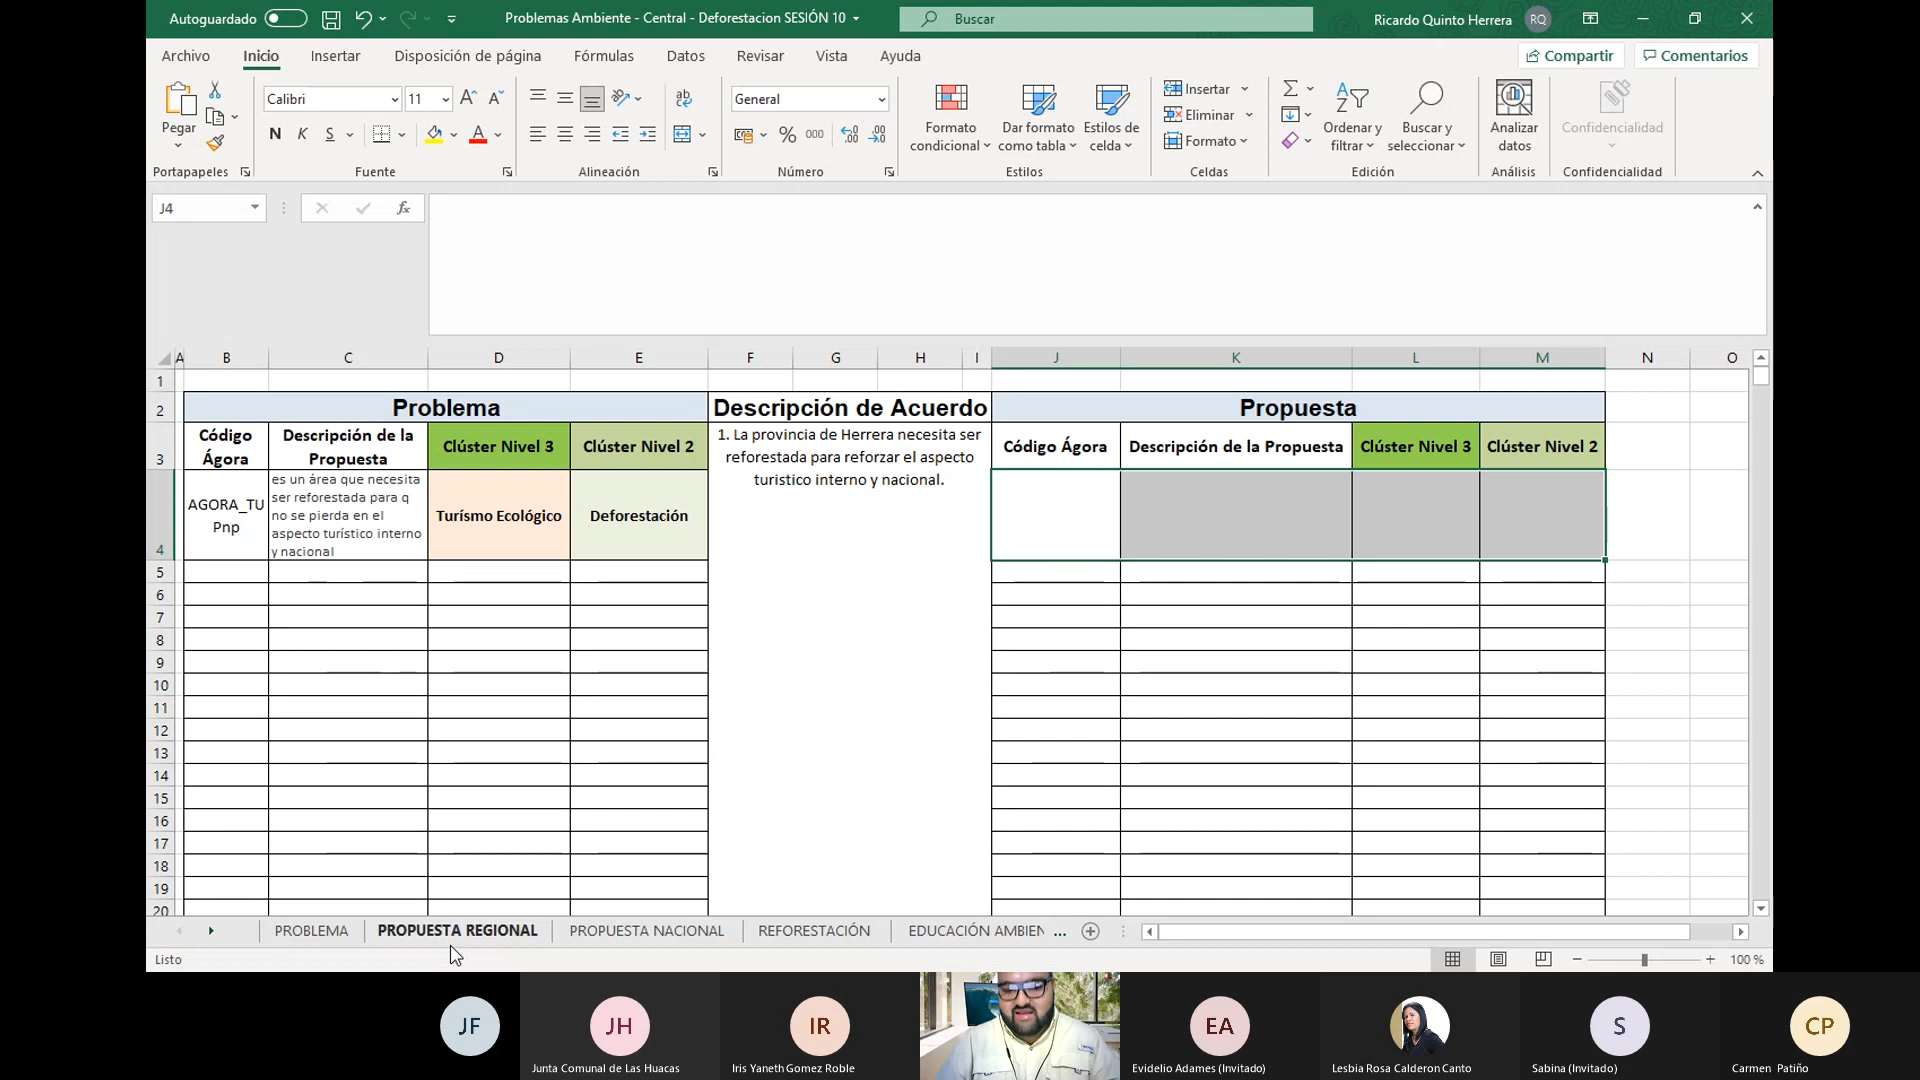 Autoguardado
Problemas Ambiente - Central - Deforestacion SESIÓN 10
Buscar
Ricardo Quinto Herrera
RQ
Archivo
Inicio
Insertar
Disposición de página
Fórmulas
Datos
Revisar
Vista
Ayuda
Compartir
Comentarios
Pegar
Portapapeles
Calibri
11
N K S
Fuente
ab
Alineación
General
% 000
Número
Formato condicional
Dar formato como tabla
Estilos de celda
Estilos
Insertar
Eliminar
Formato
Celdas
Ordenar y filtrar
Buscar y seleccionar
Edición
Analizar datos
Análisis
Confidencialidad
Confidencialidad
J4
fx
A B C D E F G H I J K L M N O
1
2
Problema
Descripción de Acuerdo
Propuesta
3
Código Ágora
Descripción de la Propuesta
Clúster Nivel 3
Clúster Nivel 2
1. La provincia de Herrera necesita ser
reforestada para reforzar el aspecto
turistico interno y nacional.
Código Ágora
Descripción de la Propuesta
Clúster Nivel 3
Clúster Nivel 2
4
AGORA_TU
Pnp
es un área que necesita
ser reforestada para q
no se pierda en el
aspecto turístico interno
y nacional
Turísmo Ecológico
Deforestación
5
6
7
8
9
10
11
12
13
14
15
16
17
18
19
20
PROBLEMA
PROPUESTA REGIONAL
PROPUESTA NACIONAL
REFORESTACIÓN
EDUCACIÓN AMBIEN ...
Listo
100 %
JF
JH
Junta Comunal de Las Huacas
IR
Iris Yaneth Gomez Roble
EA
Evidelio Adames (Invitado)
Lesbia Rosa Calderon Canto
S
Sabina (Invitado)
CP
Carmen Patiño